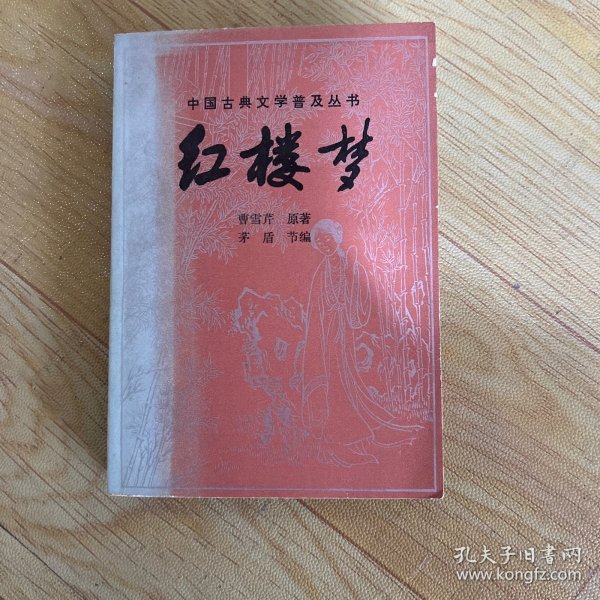 中国古典文学普及丛书
红楼梦
曹雪芹 原著
茅盾 节编
孔夫子旧书网
www.kongfz.com